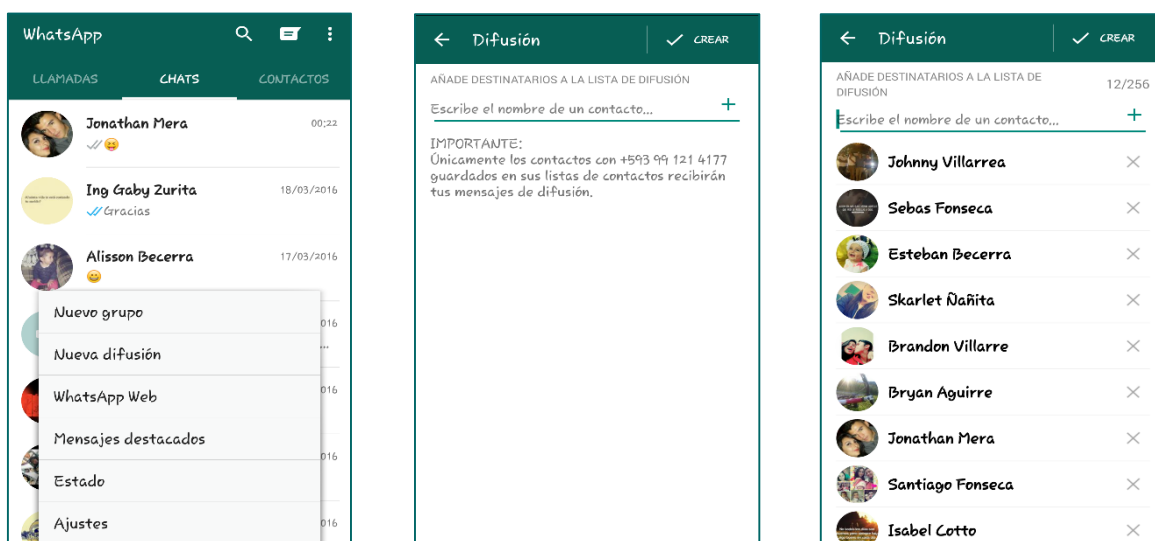 WhatsApp
LLAMADAS CHATS CONTACTOS
Jonathan Mera 00:22
Ing Gaby Zurita 18/03/2016
Gracias
Alisson Becerra 17/03/2016
Nuevo grupo
016
Nueva difusión
...
WhatsApp Web
016
Mensajes destacados
016
Estado
Ajustes
016
Difusión CREAR
AÑADE DESTINATARIOS A LA LISTA DE DIFUSIÓN
Escribe el nombre de un contacto... +
IMPORTANTE:
Únicamente los contactos con +593 99 121 4177
guardados en sus listas de contactos recibirán
tus mensajes de difusión.
Difusión CREAR
AÑADE DESTINATARIOS A LA LISTA DE
DIFUSIÓN
12/256
Escribe el nombre de un contacto... +
Johnny Villarrea
Sebas Fonseca
Esteban Becerra
Skarlet Ñañita
Brandon Villarre
Bryan Aguirre
Jonathan Mera
Santiago Fonseca
Isabel Cotto